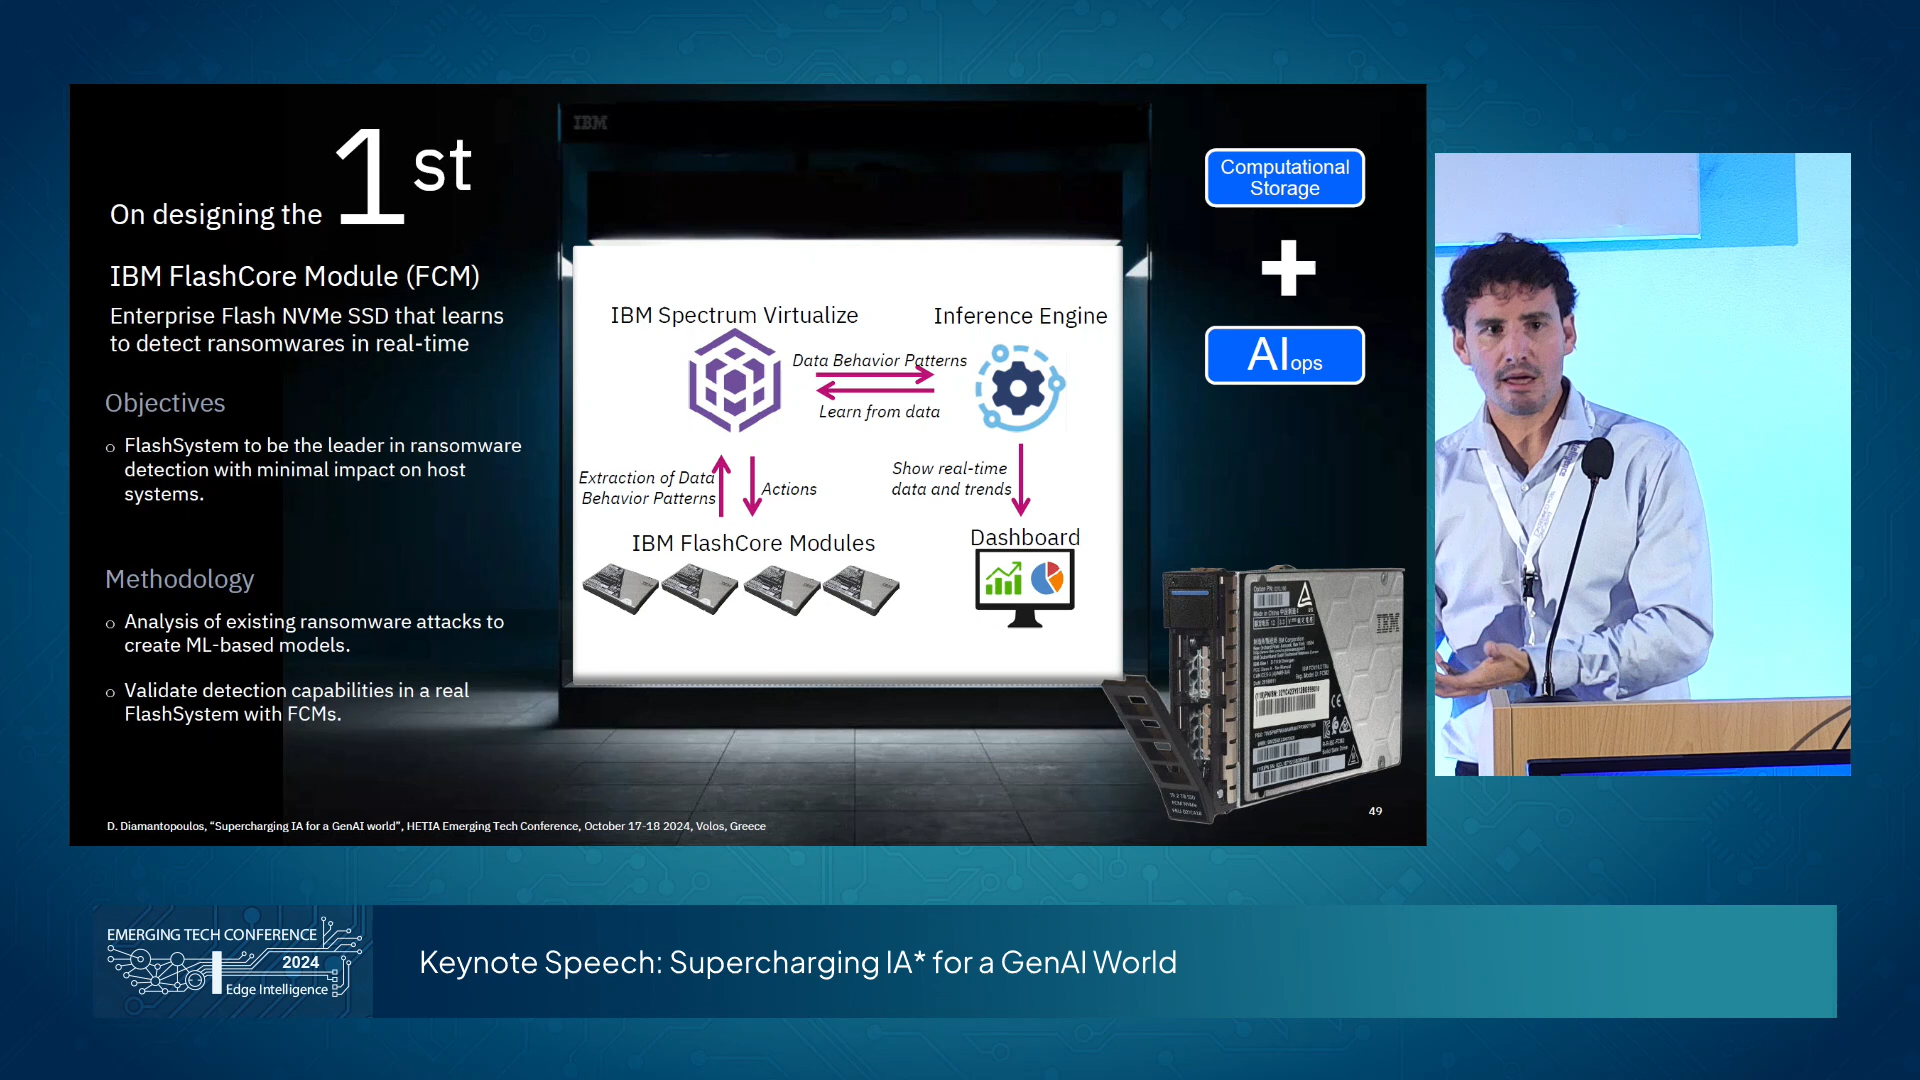 IBM
On designing the 1st
IBM FlashCore Module (FCM)
Enterprise Flash NVMe SSD that learns
to detect ransomwares in real-time
Objectives
o FlashSystem to be the leader in ransomware
detection with minimal impact on host
systems.
Methodology
o Analysis of existing ransomware attacks to
create ML-based models.
o Validate detection capabilities in a real
FlashSystem with FCMs.
IBM Spectrum Virtualize
Inference Engine
Data Behavior Patterns
Learn from data
Extraction of Data
Behavior Patterns
Actions
Show real-time
data and trends
IBM FlashCore Modules
Dashboard
Computational
Storage
+
AIops
IBM
D. Diamantopoulos, “Supercharging IA for a GenAI world”, HETIA Emerging Tech Conference, October 17-18 2024, Volos, Greece
49
EMERGING TECH CONFERENCE
2024
Edge Intelligence
Keynote Speech: Supercharging IA* for a GenAI World